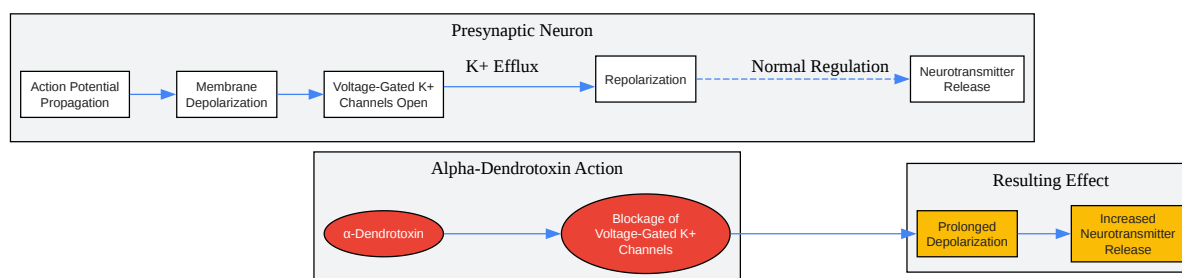 Presynaptic Neuron
Action Potential
Propagation
Membrane
Depolarization
Voltage-Gated K+
Channels Open
K+ Efflux
Repolarization
Normal Regulation
Neurotransmitter
Release
Alpha-Dendrotoxin Action
α-Dendrotoxin
Blockage of
Voltage-Gated K+
Channels
Resulting Effect
Prolonged
Depolarization
Increased
Neurotransmitter
Release